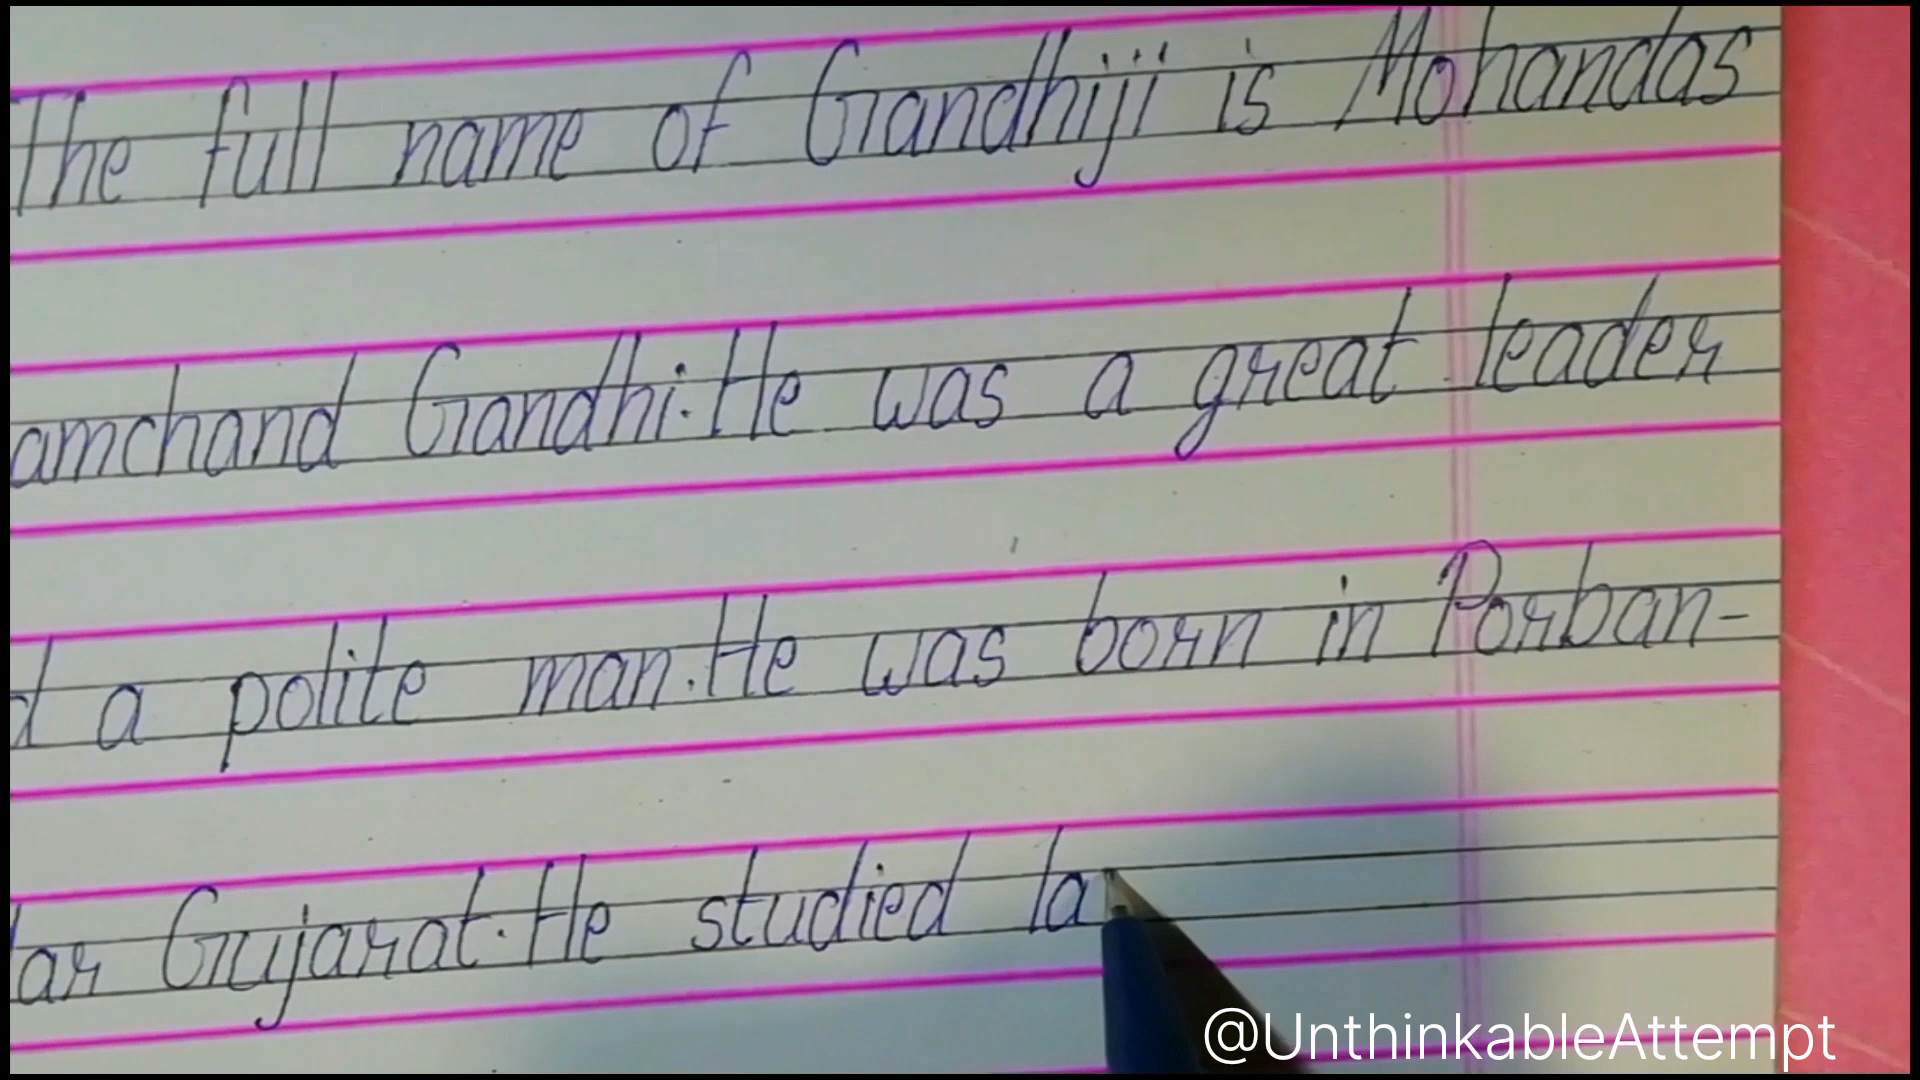 The full name of Gandhiji is Mohandas
amchand Gandhi. He was a great leader
d a polite man. He was born in Porban-
ar Gujarat. He studied la
@UnthinkableAttempt